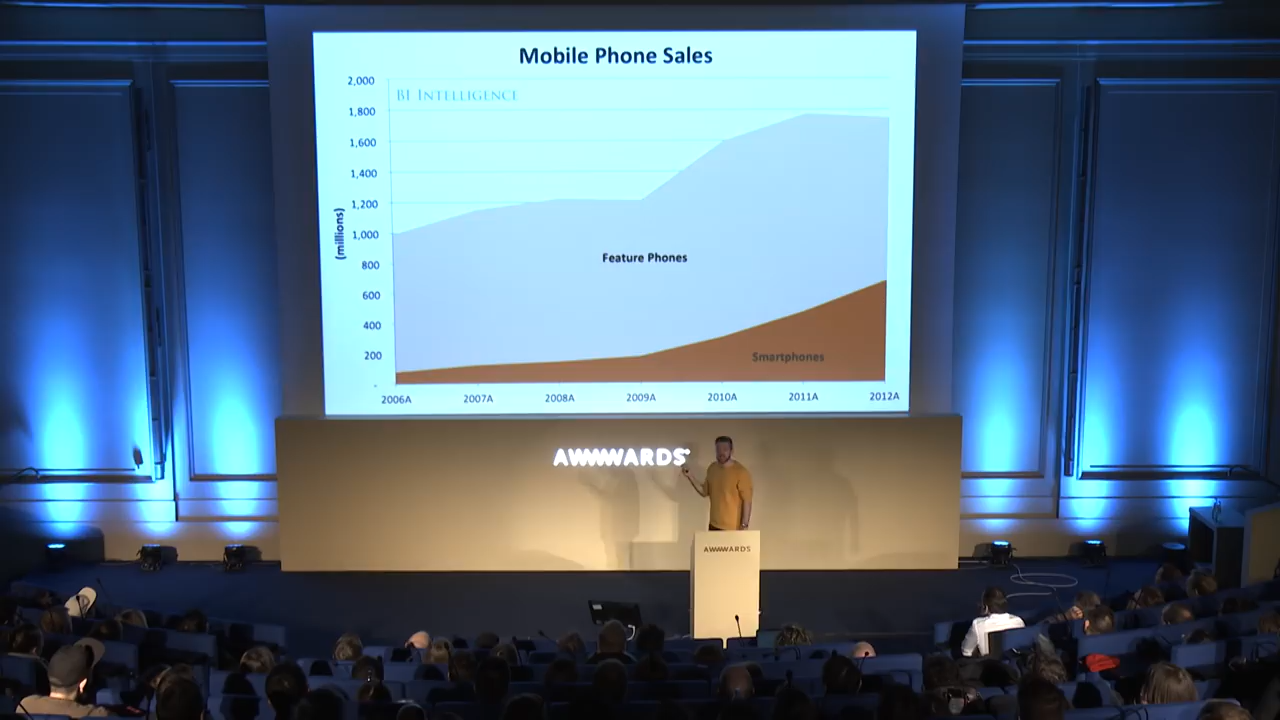 Mobile Phone Sales
2,000
BI INTELLIGENCE
1,800
1,600
1,400
1,200
(millions)
1,000
800
Feature Phones
600
400
200
Smartphones
-
2006A 2007A 2008A 2009A 2010A 2011A 2012A
AWWWARDS
AWWWARDS